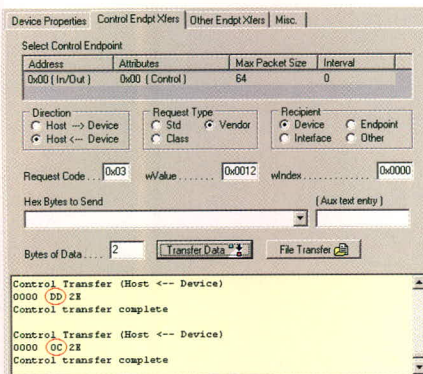 Device Properties Control Endpt Xfers Other Endpt Xfers Misc.
Select Control Endpoint
Address Attributes Max Packet Size Interval
0x00 ( In/Out ) 0x00 ( Control ) 64 0
Direction Request Type Recipient
Host ---> Device Std Vendor Device Endpoint
Host <--- Device Class Interface Other
Request Code . . . 0x03 wValue . . . . . . . 0x0012 wIndex . . . . . . . . . . . . 0x0000
Hex Bytes to Send ( Aux text entry )
Bytes of Data . . . . 2 Transfer Data File Transfer
Control Transfer (Host <-- Device)
0000 DD 2E
Control transfer complete
Control Transfer (Host <-- Device)
0000 0C 2E
Control transfer complete